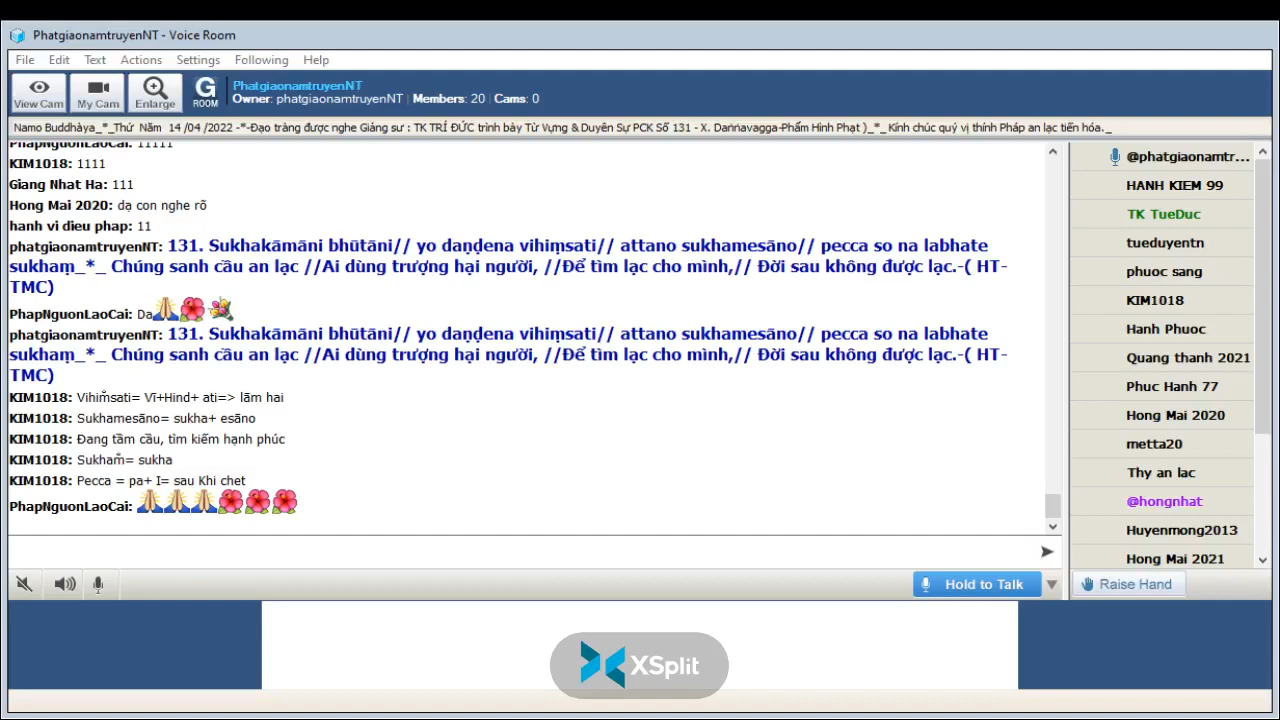 PhatgiaonamtruyenNT - Voice Room
File Edit Text Actions Settings Following Help
View Cam My Cam Enlarge G ROOM
PhatgiaonamtruyenNT
Owner: phatgiaonamtruyenNT | Members: 20 | Cams: 0
Namo Buddhàya_*_Thứ Năm 14 /04 /2022 -*-Đạo tràng được nghe Giảng sư : TK TRÍ ĐỨC trình bày Từ Vựng & Duyên Sự PCK Số 131 - X. Daṇḍavagga-Phẩm Hình Phạt )_*_ Kính chúc quý vị thính Pháp an lạc tiến hóa._
PhapNguonLaoCai: 11111
KIM1018: 1111
Giang Nhat Ha: 111
Hong Mai 2020: dạ con nghe rõ
hanh vi dieu phap: 11
phatgiaonamtruyenNT: 131. Sukhakāmāni bhūtāni// yo daṇḍena vihiṃsati// attano sukhamesāno// pecca so na labhate
sukhaṃ_*_ Chúng sanh cầu an lạc //Ai dùng trượng hại người, //Để tìm lạc cho mình,// Đời sau không được lạc.-( HT-
TMC)
PhapNguonLaoCai: Da
phatgiaonamtruyenNT: 131. Sukhakāmāni bhūtāni// yo daṇḍena vihiṃsati// attano sukhamesāno// pecca so na labhate
sukhaṃ_*_ Chúng sanh cầu an lạc //Ai dùng trượng hại người, //Để tìm lạc cho mình,// Đời sau không được lạc.-( HT-
TMC)
KIM1018: Vihim̉sati= Vī+Hind+ ati=> lãm hai
KIM1018: Sukhamesāno= sukha+ esāno
KIM1018: Đang tầm cầu, tìm kiếm hạnh phúc
KIM1018: Sukham̉= sukha
KIM1018: Pecca = pa+ I= sau Khi chet
PhapNguonLaoCai:
Hold to Talk
@phatgiaonamtr...
HANH KIEM 99
TK TueDuc
tueduyentn
phuoc sang
KIM1018
Hanh Phuoc
Quang thanh 2021
Phuc Hanh 77
Hong Mai 2020
metta20
Thy an lac
@hongnhat
Huyenmong2013
Hong Mai 2021
Raise Hand
XSplit